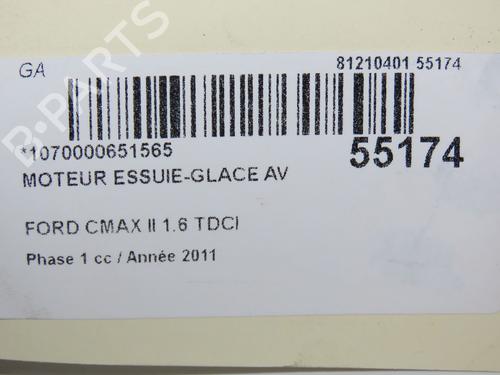 GA
81210401 55174
*1070000651565
55174
MOTEUR ESSUIE-GLACE AV
FORD CMAX II 1.6 TDCI
Phase 1 cc / Année 2011
B-PARTS